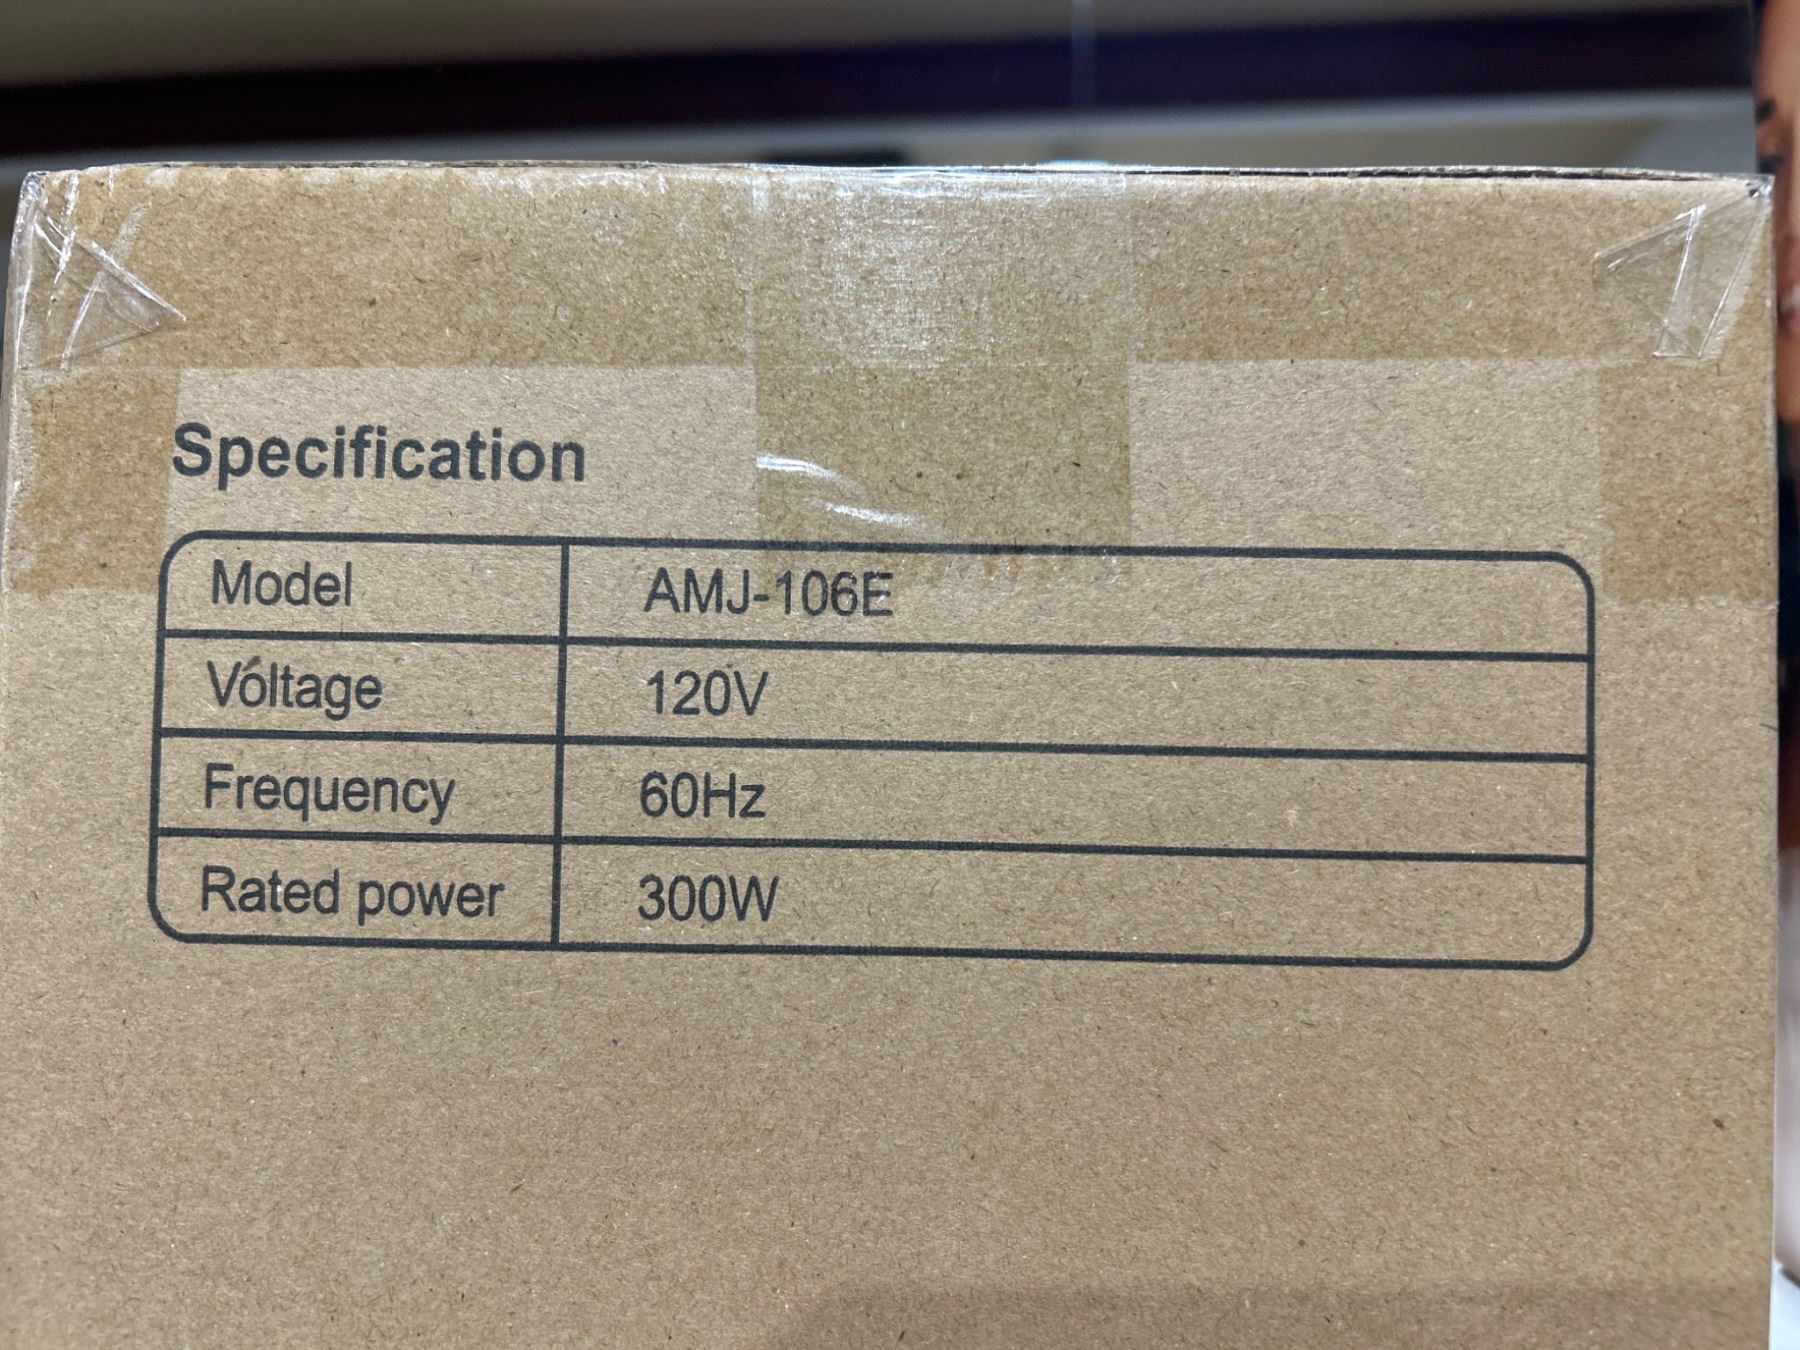 Specification
Model AMJ-106E
Voltage 120V
Frequency 60Hz
Rated power 300W